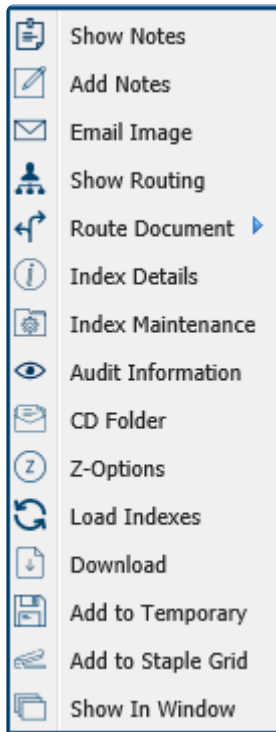 Show Notes
Add Notes
Email Image
Show Routing
Route Document
Index Details
Index Maintenance
Audit Information
CD Folder
Z-Options
Load Indexes
Download
Add to Temporary
Add to Staple Grid
Show In Window